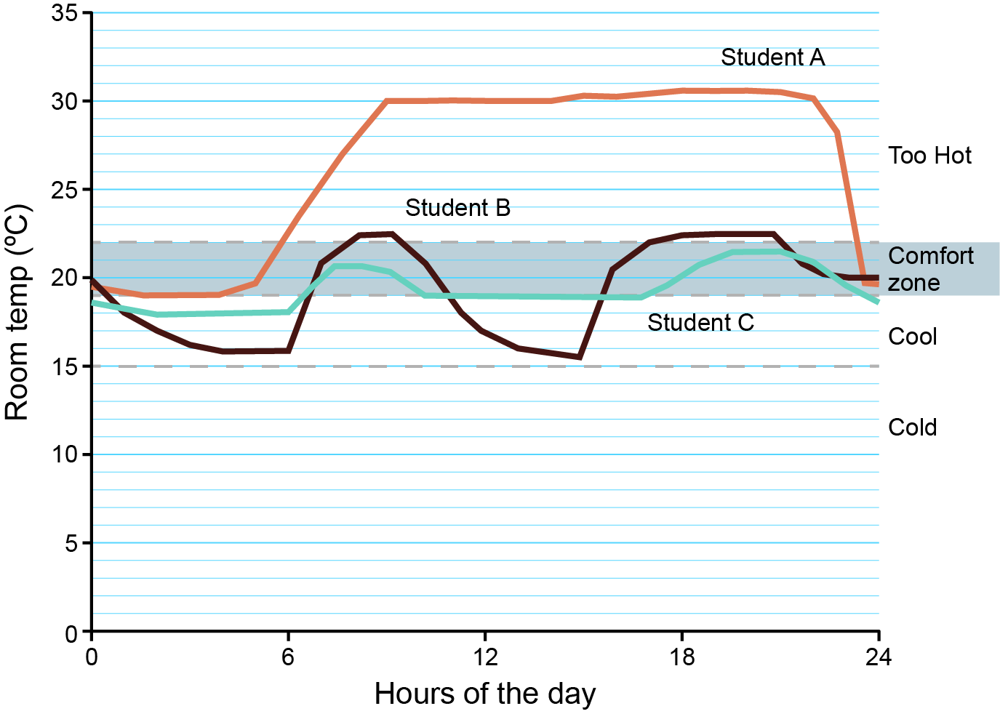 35
Student A
30
Too Hot
25
Student B
Comfort
zone
20
Student C
Cool
15
Cold
10
5
0
0 6 12 18 24
Hours of the day
Room temp (ºC)